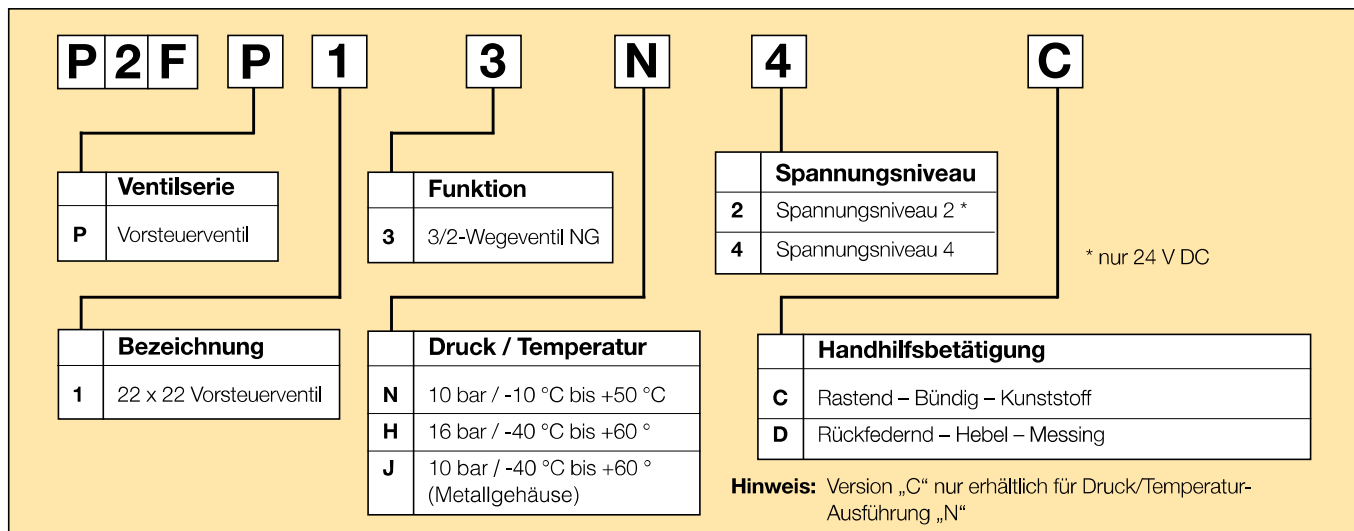 P2F P 1 3 N 4 C
Ventilserie
P Vorsteuerventil
Funktion
3 3/2-Wegeventil NG
Spannungsniveau
2 Spannungsniveau 2 *
4 Spannungsniveau 4
* nur 24 V DC
Bezeichnung
1 22 x 22 Vorsteuerventil
Druck / Temperatur
N 10 bar / -10 °C bis +50 °C
H 16 bar / -40 °C bis +60 °
J 10 bar / -40 °C bis +60 °
(Metallgehäuse)
Handhilfsbetätigung
C Rastend – Bündig – Kunststoff
D Rückfedernd – Hebel – Messing
Hinweis: Version „C“ nur erhältlich für Druck/Temperatur-
Ausführung „N“